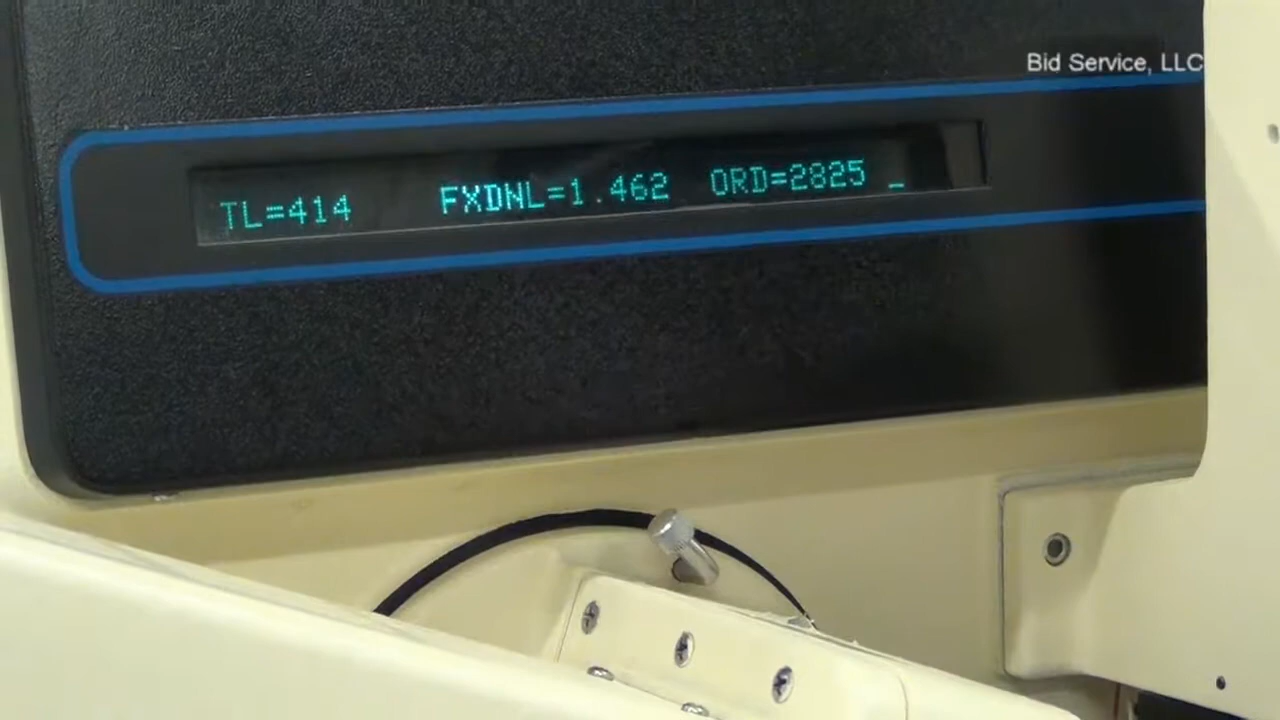 Bid Service, LLC
TL=414 FXDNL=1.462 ORD=2825 _